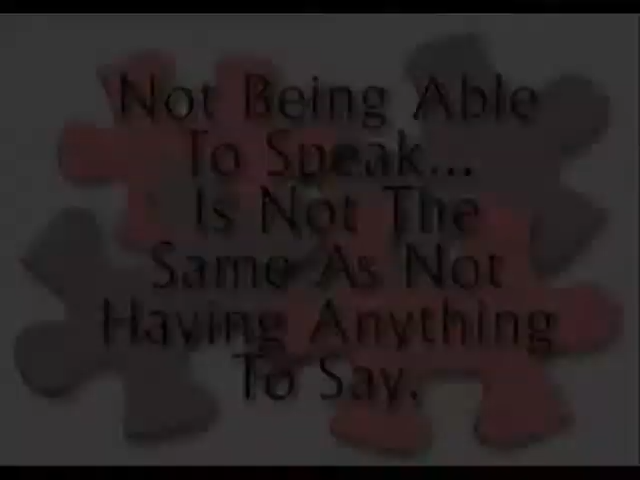 Not Being Able
To Speak...
Is Not The
Same As Not
Having Anything
To Say.